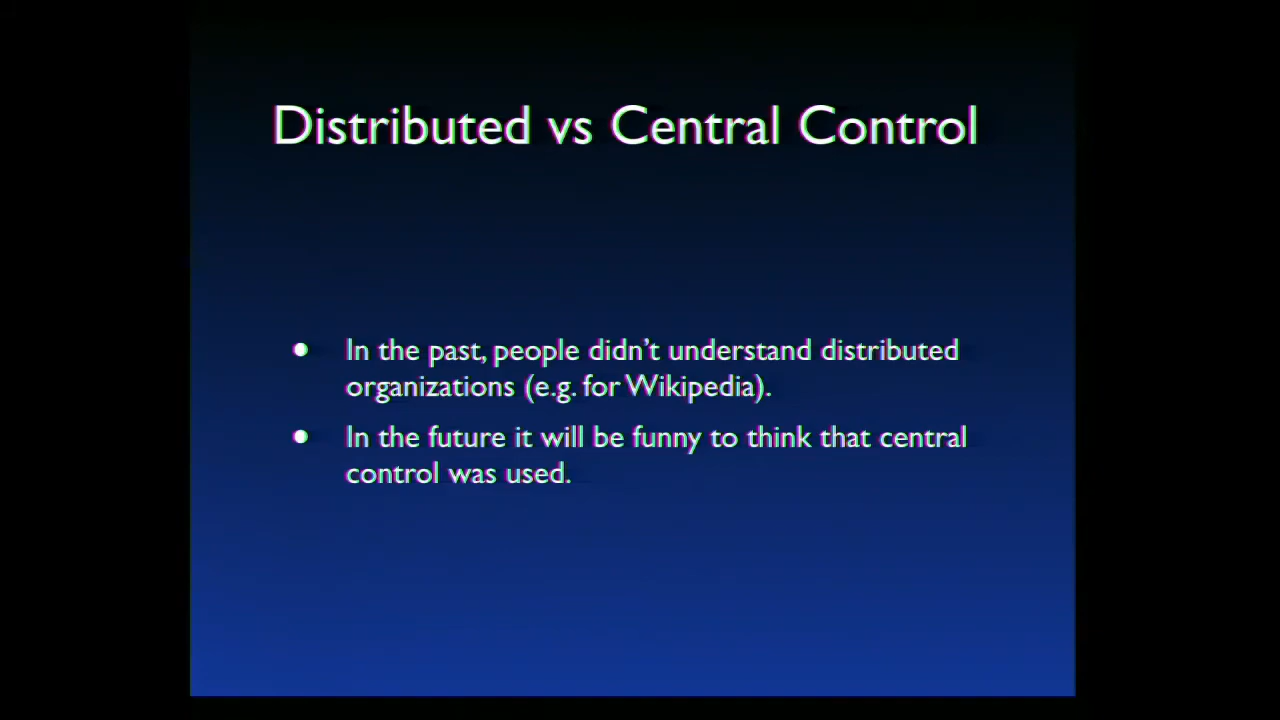 Distributed vs Central Control
• In the past, people didn't understand distributed
organizations (e.g. for Wikipedia).
• In the future it will be funny to think that central
control was used.